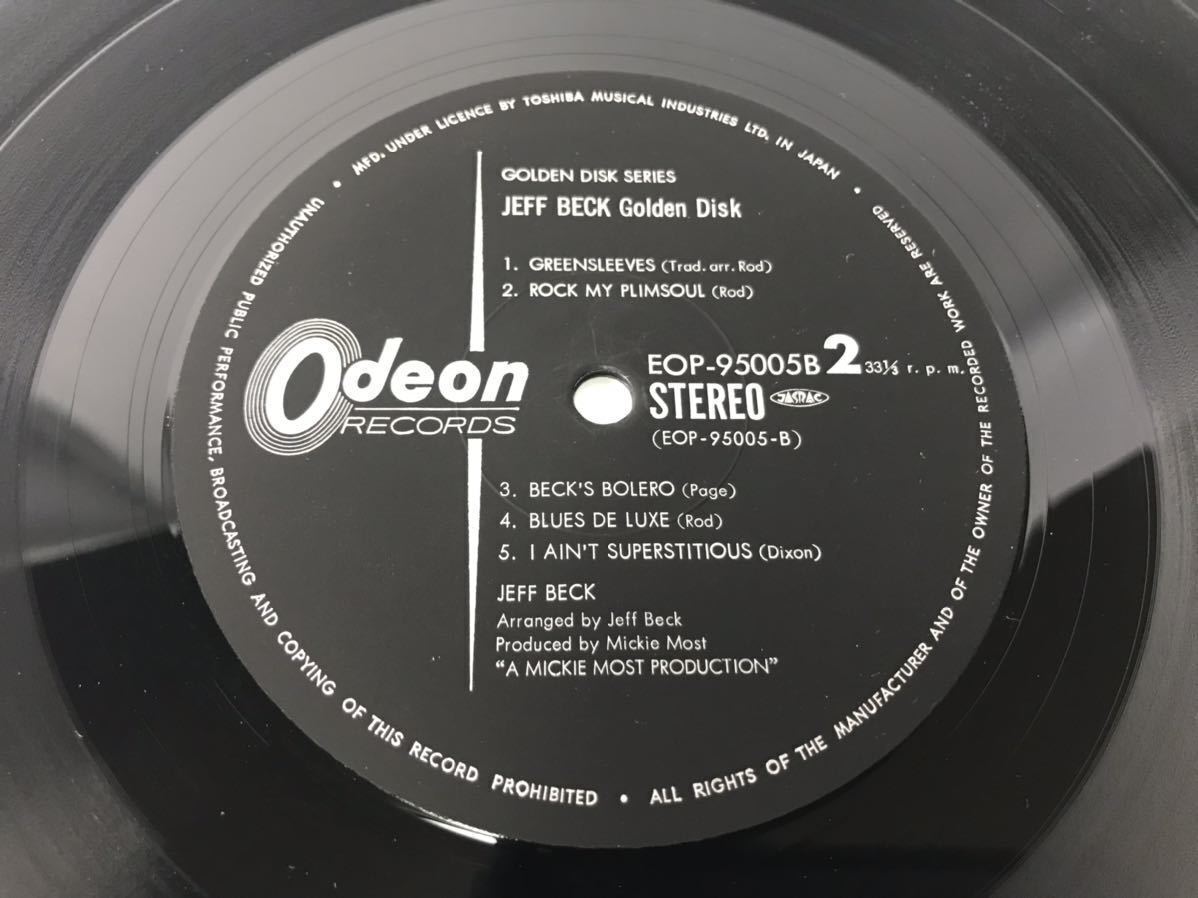 MFD. UNDER LICENCE BY TOSHIBA MUSICAL INDUSTRIES LTD. IN JAPAN •
GOLDEN DISK SERIES
JEFF BECK Golden Disk
1. GREENSLEEVES (Trad. arr. Rod)
2. ROCK MY PLIMSOUL (Rod)
Odeon
RECORDS
EOP-95005B 2 33⅓ r. p. m.
STEREO JASRAC
(EOP-95005-B)
3. BECK'S BOLERO (Page)
4. BLUES DE LUXE (Rod)
5. I AIN'T SUPERSTITIOUS (Dixon)
JEFF BECK
Arranged by Jeff Beck
Produced by Mickie Most
"A MICKIE MOST PRODUCTION"
UNAUTHORIZED PUBLIC PERFORMANCE, BROADCASTING AND COPYING OF THIS RECORD PROHIBITED •
ALL RIGHTS OF THE MANUFACTURER AND OF THE OWNER OF THE RECORDED WORK ARE RESERVED •